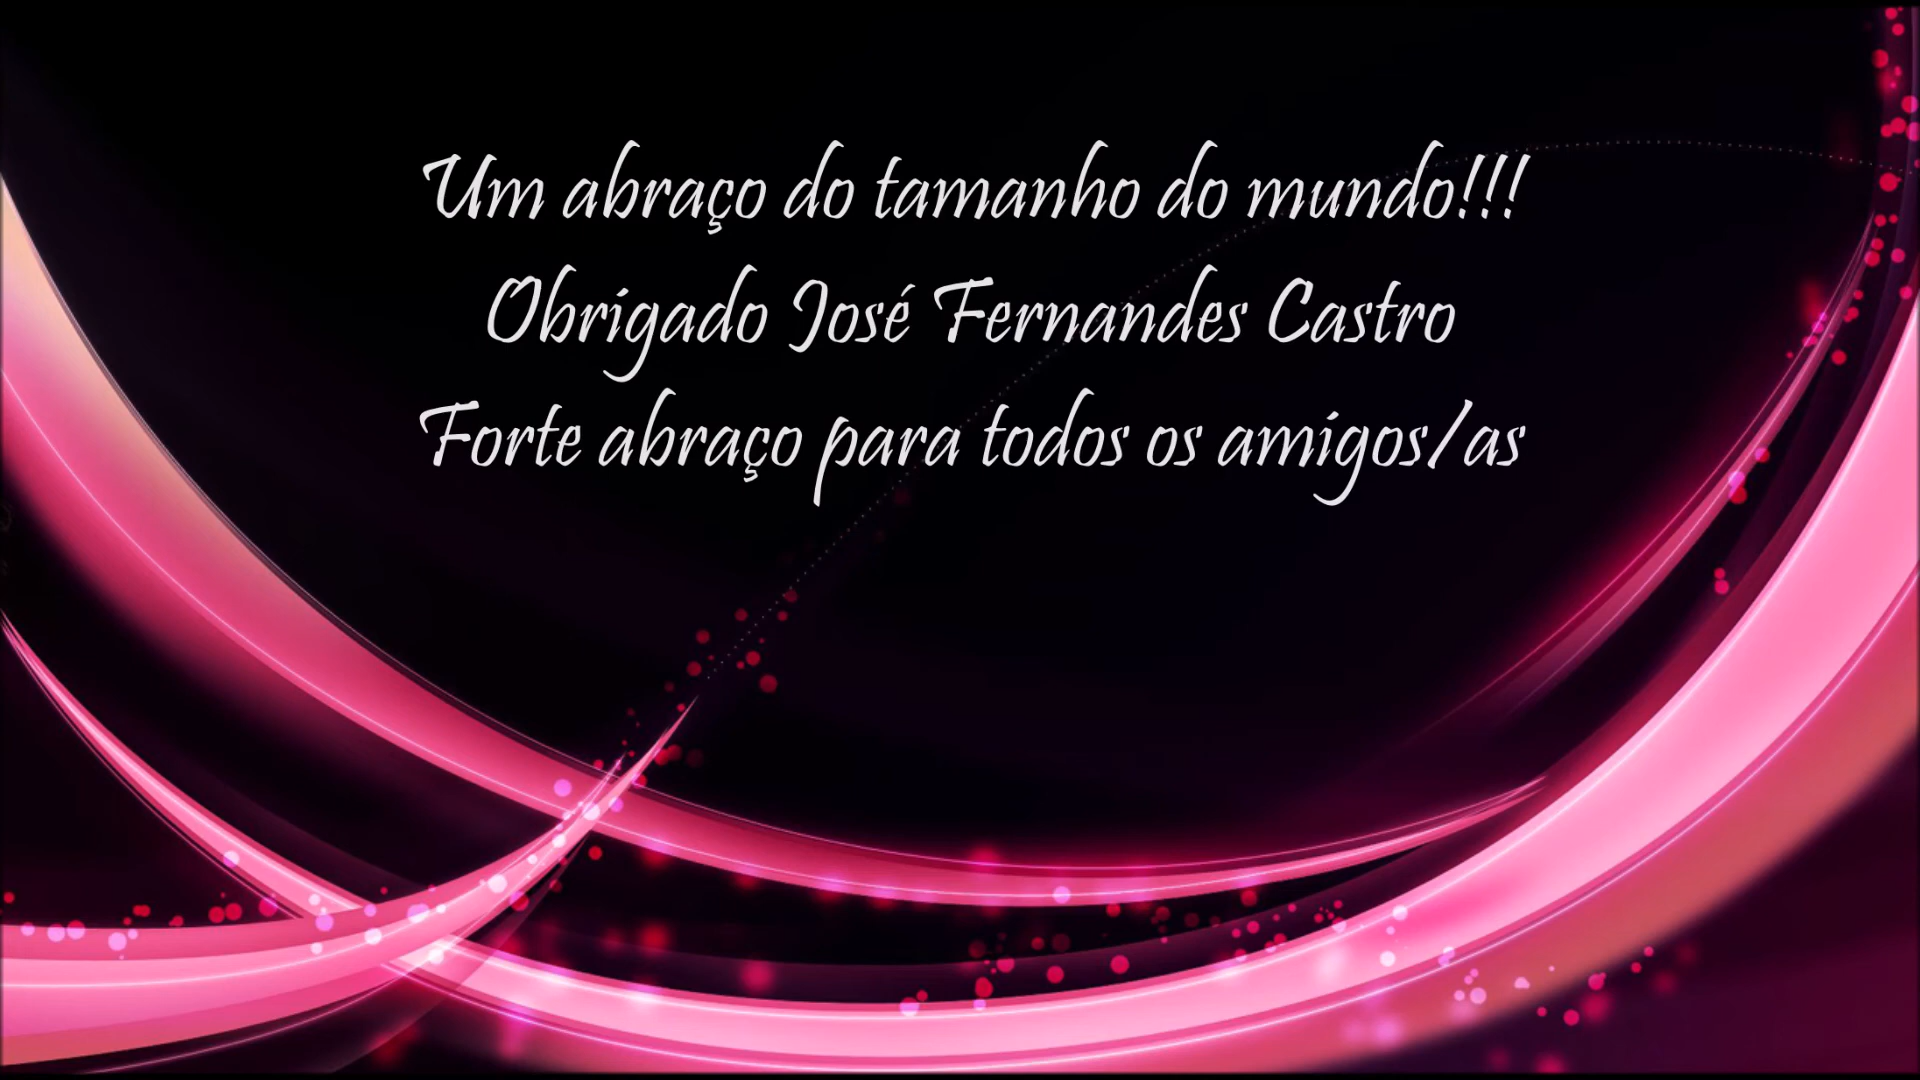 Um abraço do tamanho do mundo!!!
Obrigado José Fernandes Castro
Forte abraço para todos os amigos/as